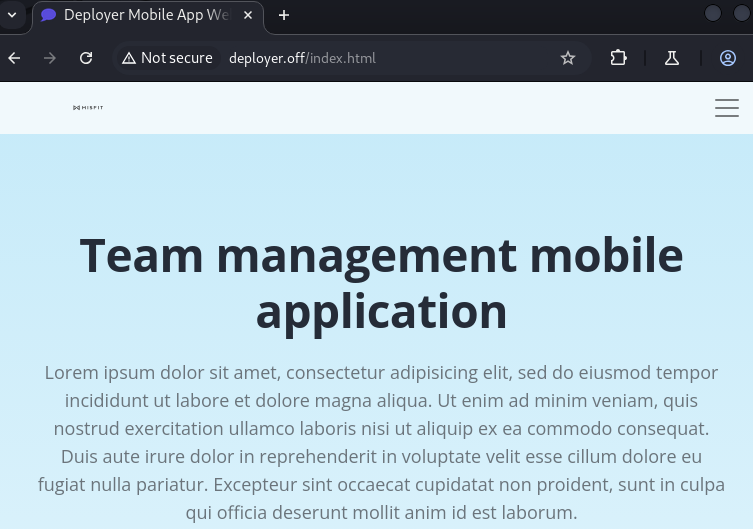 Deployer Mobile App We
Not secure
deployer.off/index.html
MISFIT
Team management mobile
application
Lorem ipsum dolor sit amet, consectetur adipisicing elit, sed do eiusmod tempor
incididunt ut labore et dolore magna aliqua. Ut enim ad minim veniam, quis
nostrud exercitation ullamco laboris nisi ut aliquip ex ea commodo consequat.
Duis aute irure dolor in reprehenderit in voluptate velit esse cillum dolore eu
fugiat nulla pariatur. Excepteur sint occaecat cupidatat non proident, sunt in culpa
qui officia deserunt mollit anim id est laborum.